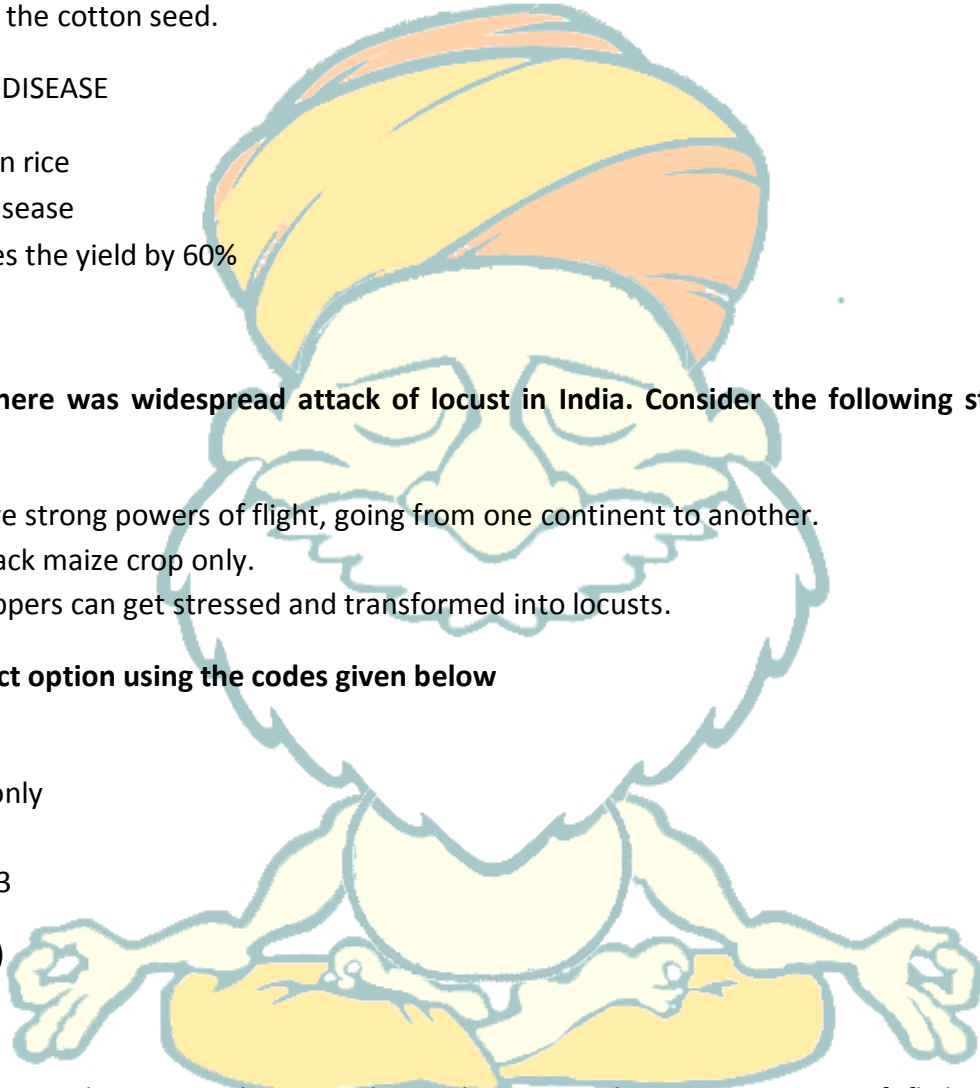 the cotton seed.
DISEASE
n rice
sease
es the yield by 60%
here was widespread attack of locust in India. Consider the following st
ve strong powers of flight, going from one continent to another.
ack maize crop only.
ppers can get stressed and transformed into locusts.
ct option using the codes given below
only
3
)